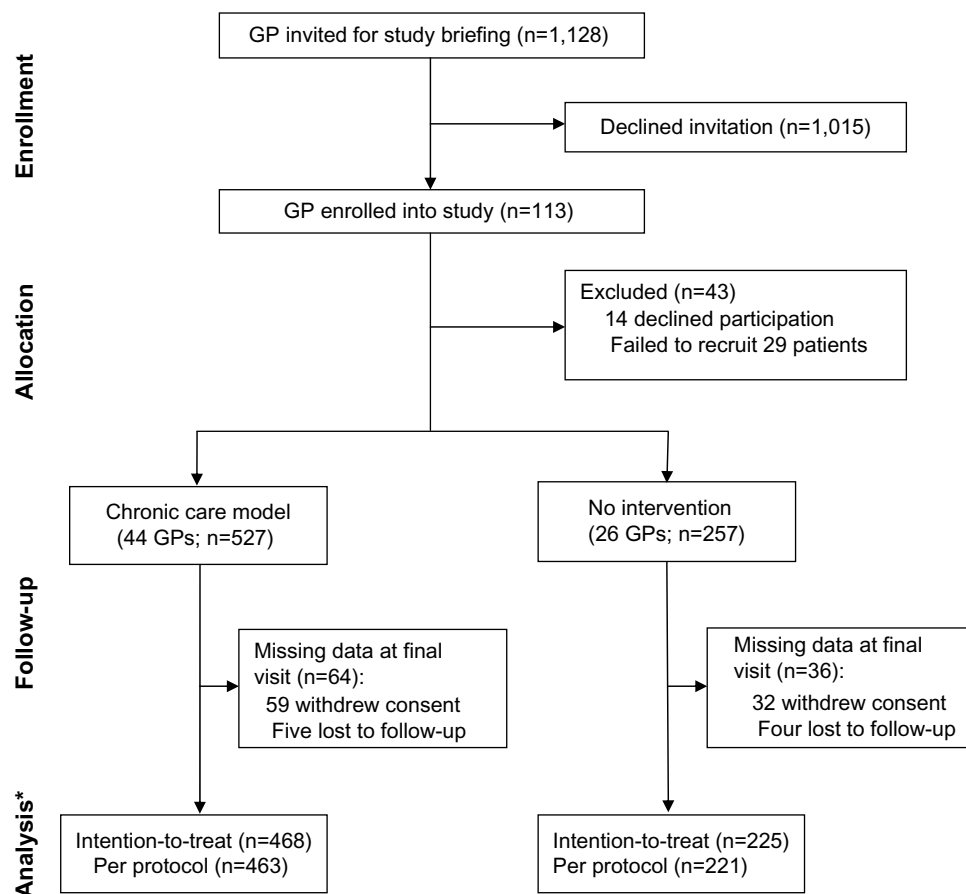 Enrollment
GP invited for study briefing (n=1,128)
Declined invitation (n=1,015)
GP enrolled into study (n=113)
Allocation
Excluded (n=43)
14 declined participation
Failed to recruit 29 patients
Chronic care model
(44 GPs; n=527)
No intervention
(26 GPs; n=257)
Follow-up
Missing data at final
visit (n=64):
59 withdrew consent
Five lost to follow-up
Missing data at final
visit (n=36):
32 withdrew consent
Four lost to follow-up
Analysis*
Intention-to-treat (n=468)
Per protocol (n=463)
Intention-to-treat (n=225)
Per protocol (n=221)